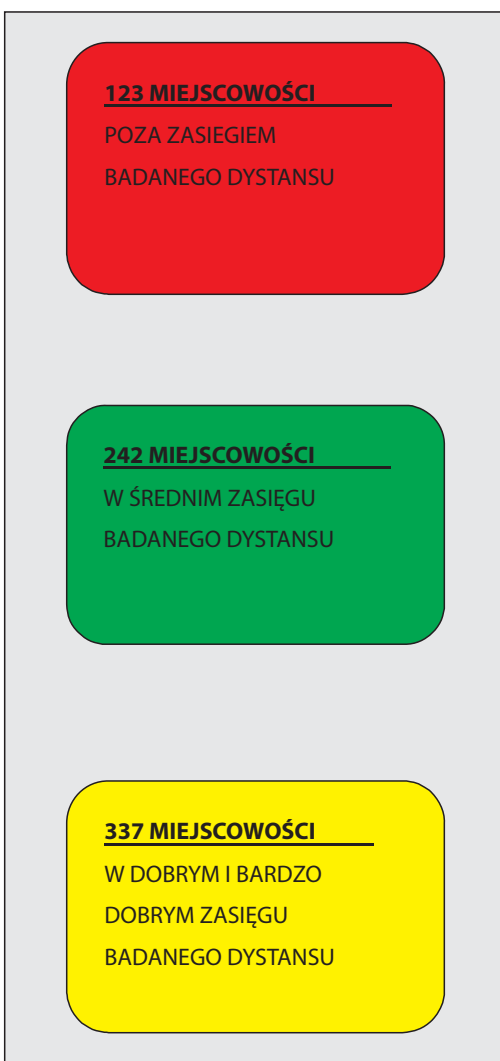 123 MIEJSCOWOŚCI
POZA ZASIEGIEM
BADANEGO DYSTANSU
242 MIEJSCOWOŚCI
W ŚREDNIM ZASIĘGU
BADANEGO DYSTANSU
337 MIEJSCOWOŚCI
W DOBRYM I BARDZO
DOBRYM ZASIĘGU
BADANEGO DYSTANSU